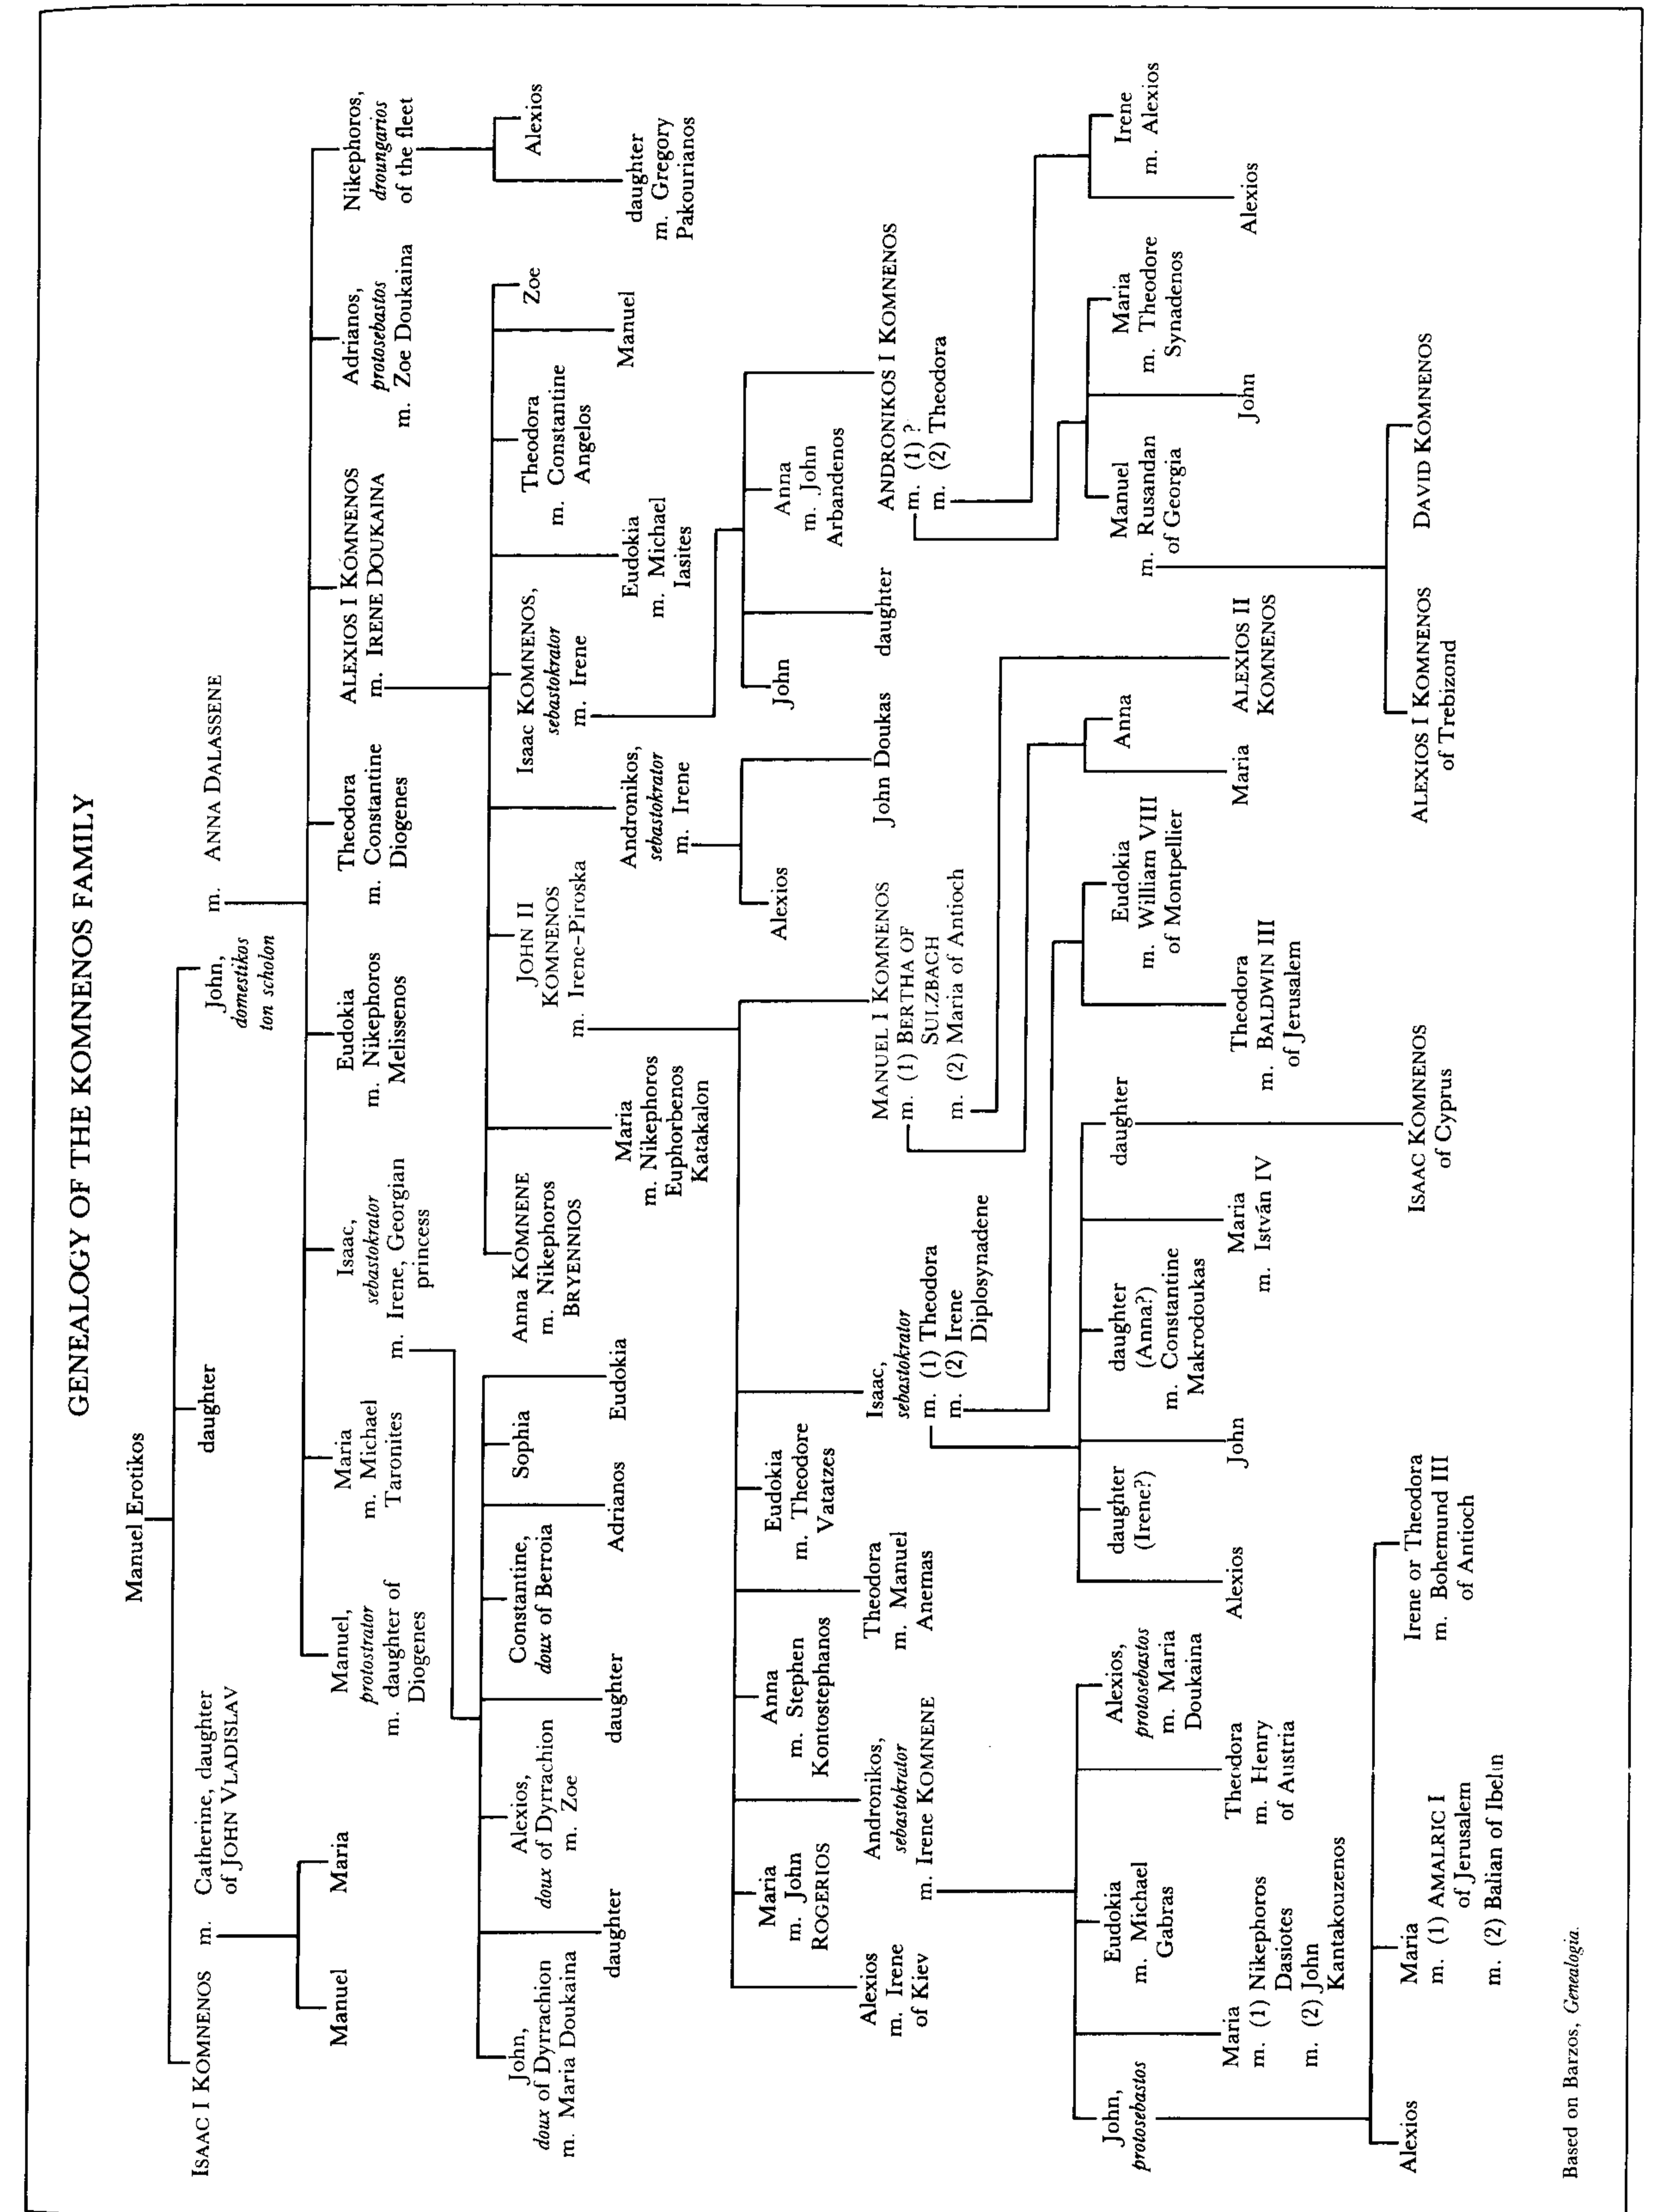 GENEALOGY OF THE KOMNENOS FAMILY
Manuel Erotikos
ISAAC I KOMNENOS
m. Catherine, daughter
of JOHN VLADISLAV
daughter
John,
domestikos
ton scholon
m. ANNA DALASSENE
Manuel
Maria
Manuel,
protostrator
m. daughter of
Diogenes
Maria
m. Michael
Taronites
Isaac,
sebastokrator
m. Irene, Georgian
princess
Eudokia
m. Nikephoros
Melissenos
Theodora
m. Constantine
Diogenes
ALEXIOS I KOMNENOS
m. IRENE DOUKAINA
Adrianos,
protosebastos
m. Zoe Doukaina
Nikephoros,
droungarios
of the fleet
John,
doux of Dyrrachion
m. Maria Doukaina
daughter
Alexios,
doux of Dyrrachion
m. Zoe
daughter
Constantine,
doux of Berroia
Adrianos
Sophia
Eudokia
Anna KOMNENE
m. Nikephoros
BRYENNIOS
Maria
m. Nikephoros
Euphorbenos
Katakalon
JOHN II
KOMNENOS
m. Irene-Piroska
Andronikos,
sebastokrator
m. Irene
Isaac KOMNENOS,
sebastokrator
m. Irene
Eudokia
m. Michael
Iasites
Theodora
m. Constantine
Angelos
Manuel
Zoe
daughter
m. Gregory
Pakourianos
Alexios
Alexios
m. Irene
of Kiev
Maria
m. John
ROGERIOS
Andronikos,
sebastokrator
m. Irene KOMNENE
Anna
m. Stephen
Kontostephanos
Theodora
m. Manuel
Anemas
Eudokia
m. Theodore
Vatatzes
Isaac,
sebastokrator
m. (1) Theodora
m. (2) Irene
Diplosynadene
MANUEL I KOMNENOS
m. (1) BERTHA OF
SULZBACH
m. (2) Maria of Antioch
Alexios
John Doukas
John
daughter
Anna
m. John
Arbandenos
ANDRONIKOS I KOMNENOS
m. (1) ?
m. (2) Theodora
John,
protosebastos
Maria
m. (1) Nikephoros
Dasiotes
m. (2) John
Kantakouzenos
Eudokia
m. Michael
Gabras
Theodora
m. Henry
of Austria
Alexios,
protosebastos
m. Maria
Doukaina
Alexios
daughter
(Irene?)
John
daughter
(Anna?)
m. Constantine
Makrodoukas
Maria
m. István IV
daughter
Theodora
m. BALDWIN III
of Jerusalem
Eudokia
m. William VIII
of Montpellier
Maria
Anna
ALEXIOS II
KOMNENOS
Manuel
m. Rusandan
of Georgia
John
Maria
m. Theodore
Synadenos
Alexios
Irene
m. Alexios
Alexios
Maria
m. (1) AMALRIC I
of Jerusalem
m. (2) Balian of Ibelin
Irene or Theodora
m. Bohemund III
of Antioch
ISAAC KOMNENOS
of Cyprus
ALEXIOS I KOMNENOS
of Trebizond
DAVID KOMNENOS
Based on Barzos, Genealogia.